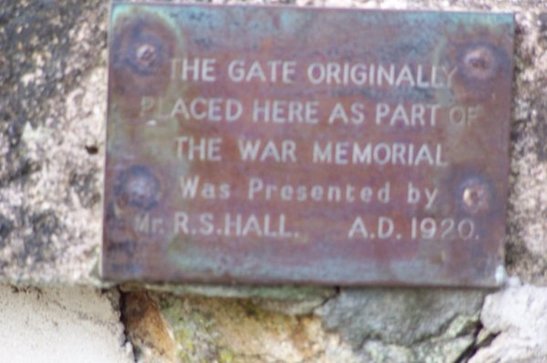 THE GATE ORIGINALLY
PLACED HERE AS PART OF
THE WAR MEMORIAL
Was Presented by
Mr. R.S.HALL. A.D. 1920.